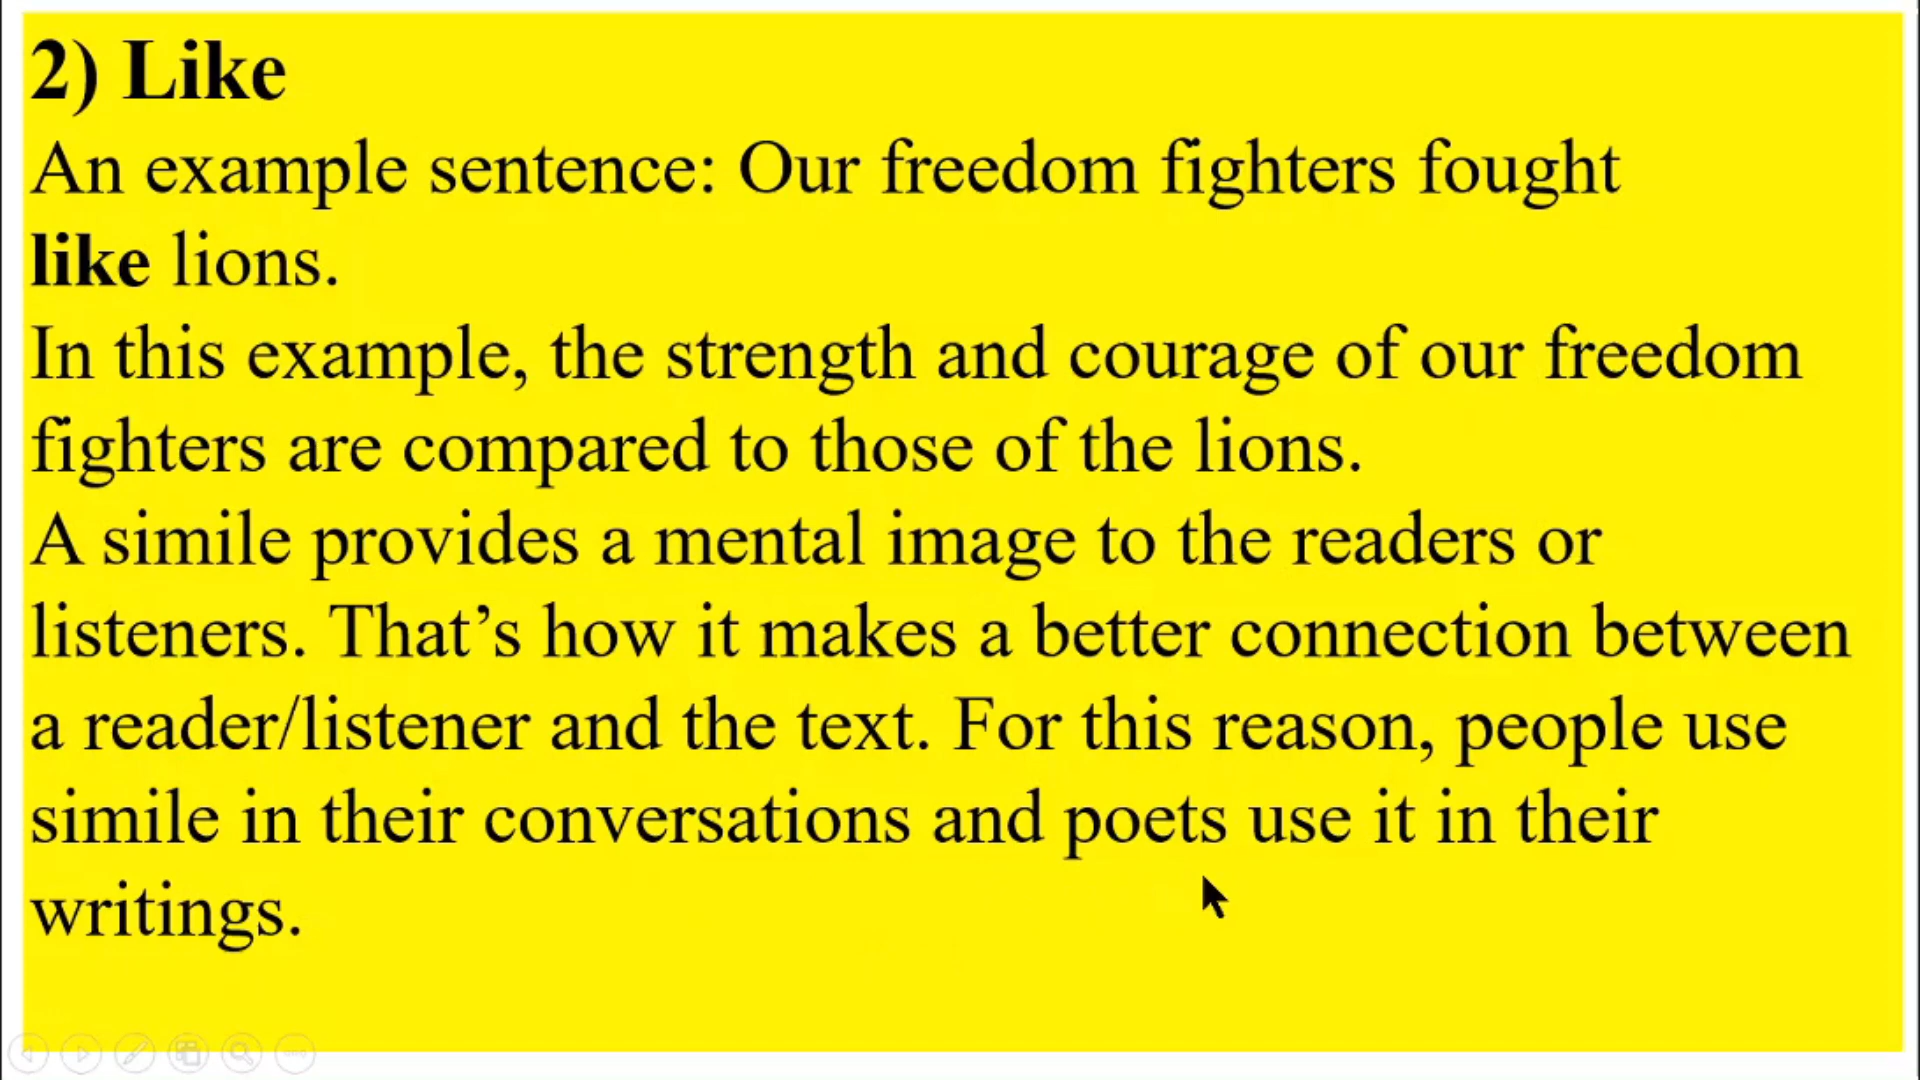 2) Like
An example sentence: Our freedom fighters fought
like lions.
In this example, the strength and courage of our freedom
fighters are compared to those of the lions.
A simile provides a mental image to the readers or
listeners. That’s how it makes a better connection between
a reader/listener and the text. For this reason, people use
simile in their conversations and poets use it in their
writings.